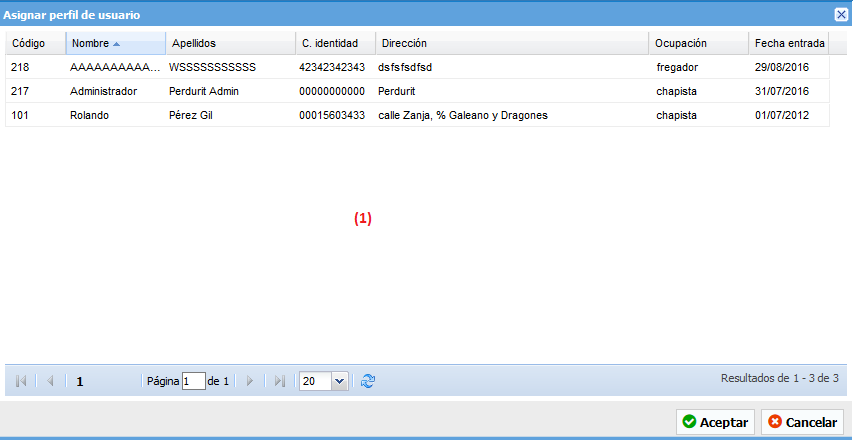 Asignar perfil de usuario
Código Nombre Apellidos C. identidad Dirección Ocupación Fecha entrada
218 AAAAAAAAAA... WSSSSSSSSSSS 42342342343 dsfsfsdfsd fregador 29/08/2016
217 Administrador Perdurit Admin 00000000000 Perdurit chapista 31/07/2016
101 Rolando Pérez Gil 00015603433 calle Zanja, % Galeano y Dragones chapista 01/07/2012
(1)
1 Página 1 de 1 20 Resultados de 1 - 3 de 3
Aceptar Cancelar